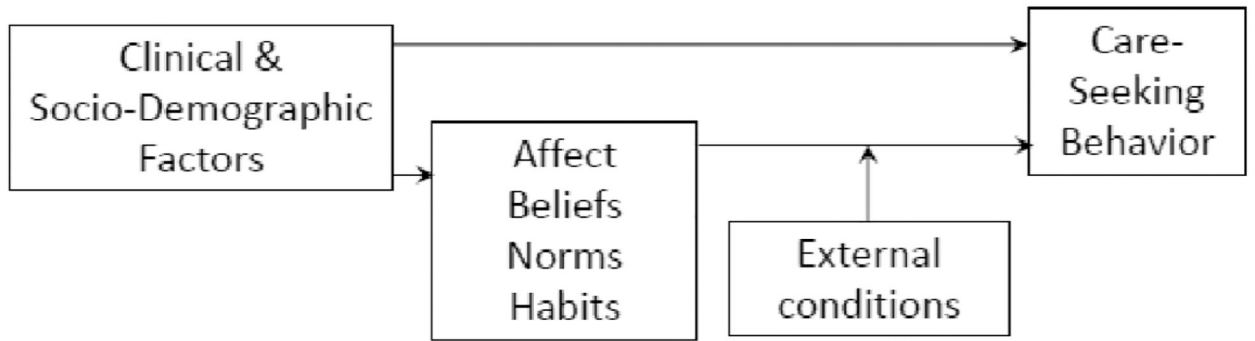 Clinical &
Socio-Demographic
Factors
Affect
Beliefs
Norms
Habits
External
conditions
Care-
Seeking
Behavior